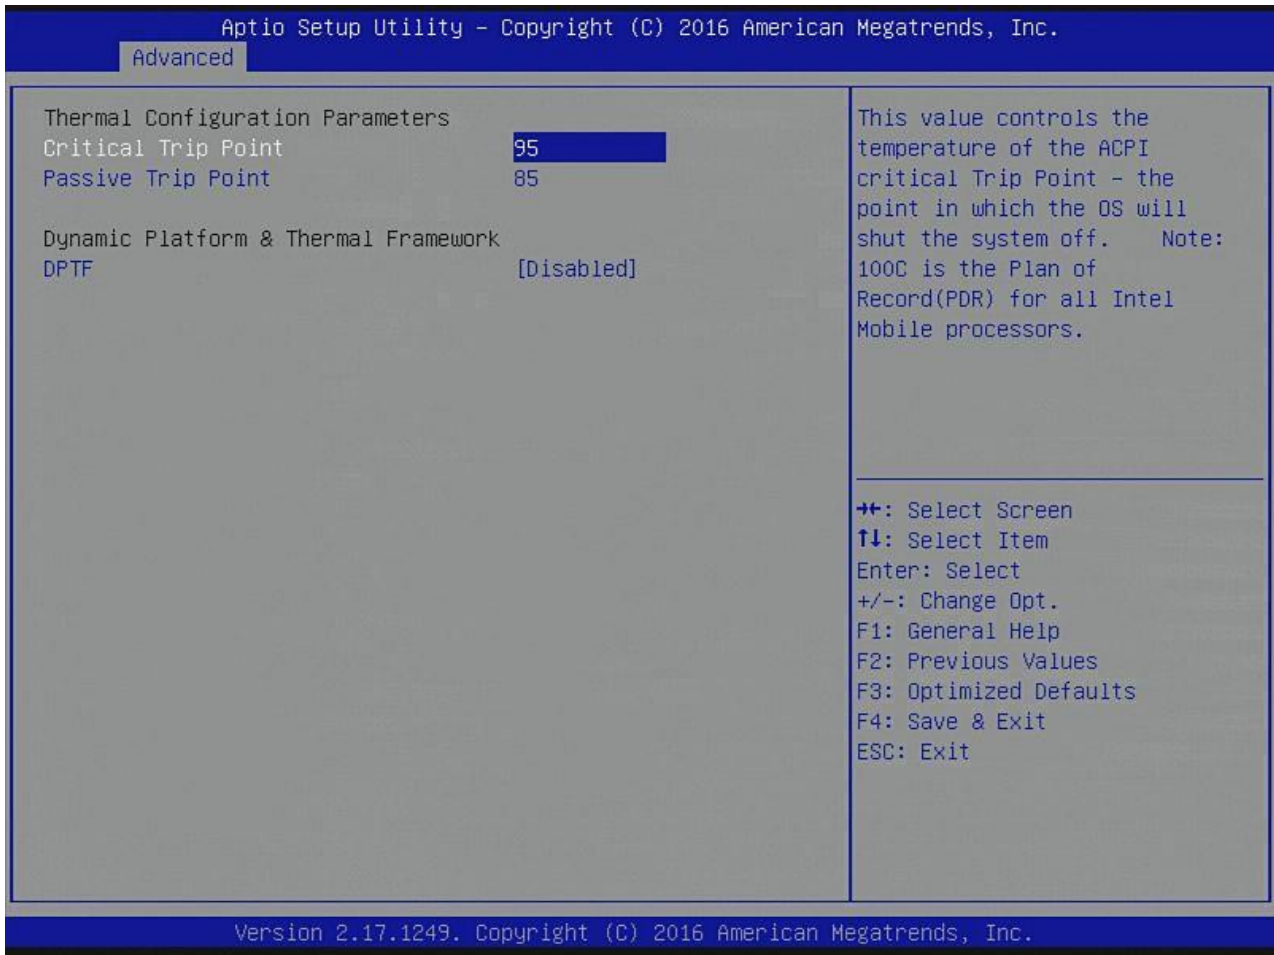 Aptio Setup Utility – Copyright (C) 2016 American Megatrends, Inc.
Advanced
Thermal Configuration Parameters
Critical Trip Point 95
Passive Trip Point 85
Dynamic Platform & Thermal Framework
DPTF [Disabled]
This value controls the
temperature of the ACPI
critical Trip Point – the
point in which the OS will
shut the system off. Note:
100C is the Plan of
Record(POR) for all Intel
Mobile processors.
→←: Select Screen
↑↓: Select Item
Enter: Select
+/-: Change Opt.
F1: General Help
F2: Previous Values
F3: Optimized Defaults
F4: Save & Exit
ESC: Exit
Version 2.17.1249. Copyright (C) 2016 American Megatrends, Inc.